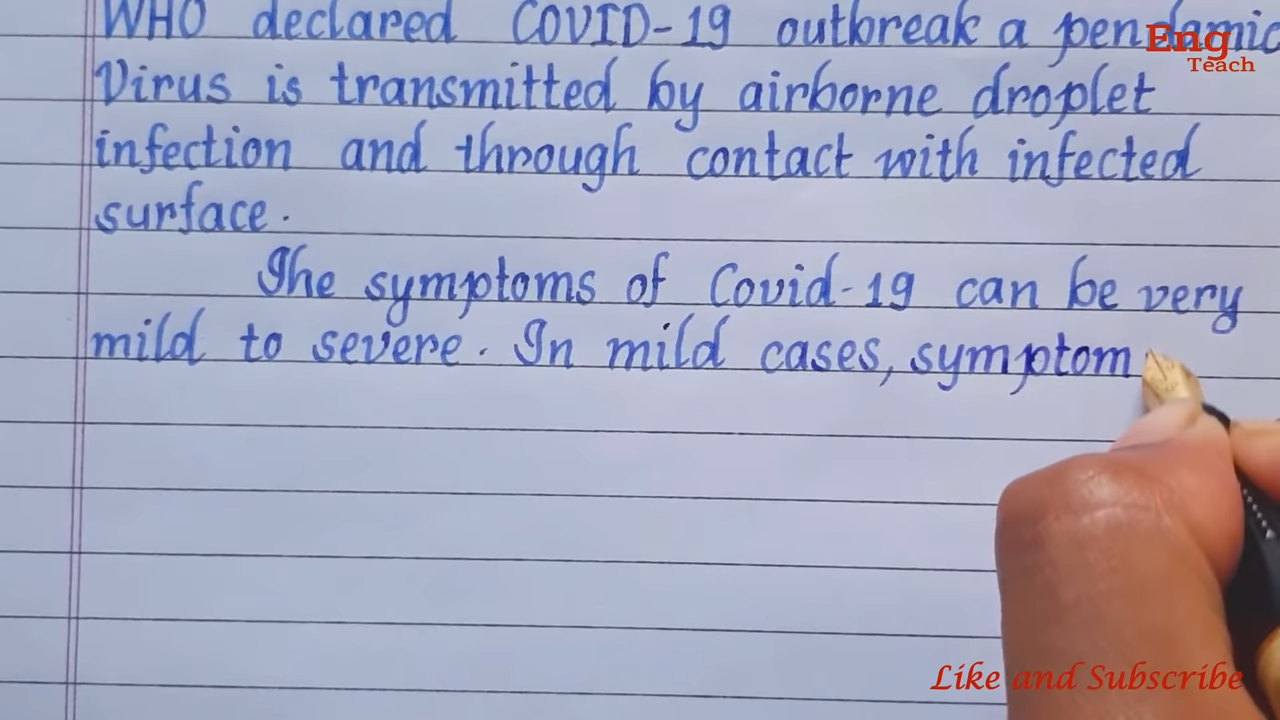 WHO declared COVID-19 outbreak a pendamic
Eng
Teach
Virus is transmitted by airborne droplet
infection and through contact with infected
surface.
The symptoms of Covid-19 can be very
mild to severe. In mild cases, symptom
Like and Subscribe